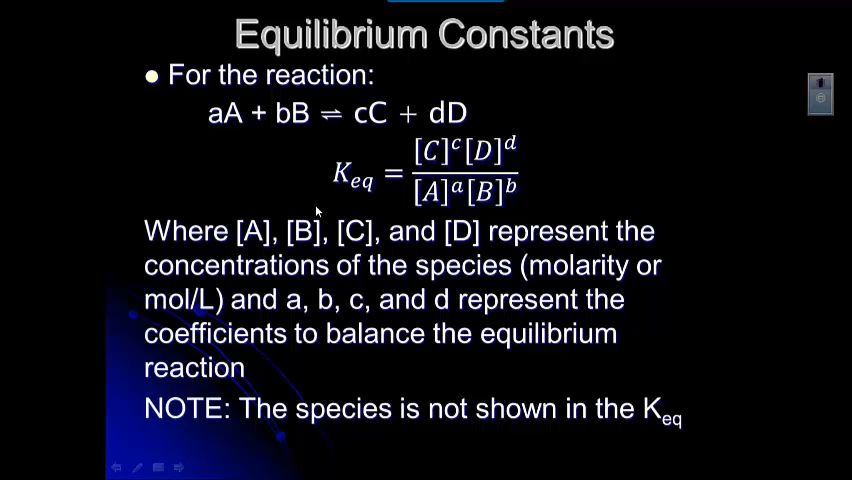 Equilibrium Constants
For the reaction:
aA + bB ⇌ cC + dD
K_eq = [C]^c[D]^d / [A]^a[B]^b
Where [A], [B], [C], and [D] represent the
concentrations of the species (molarity or
mol/L) and a, b, c, and d represent the
coefficients to balance the equilibrium
reaction
NOTE: The species is not shown in the K_eq